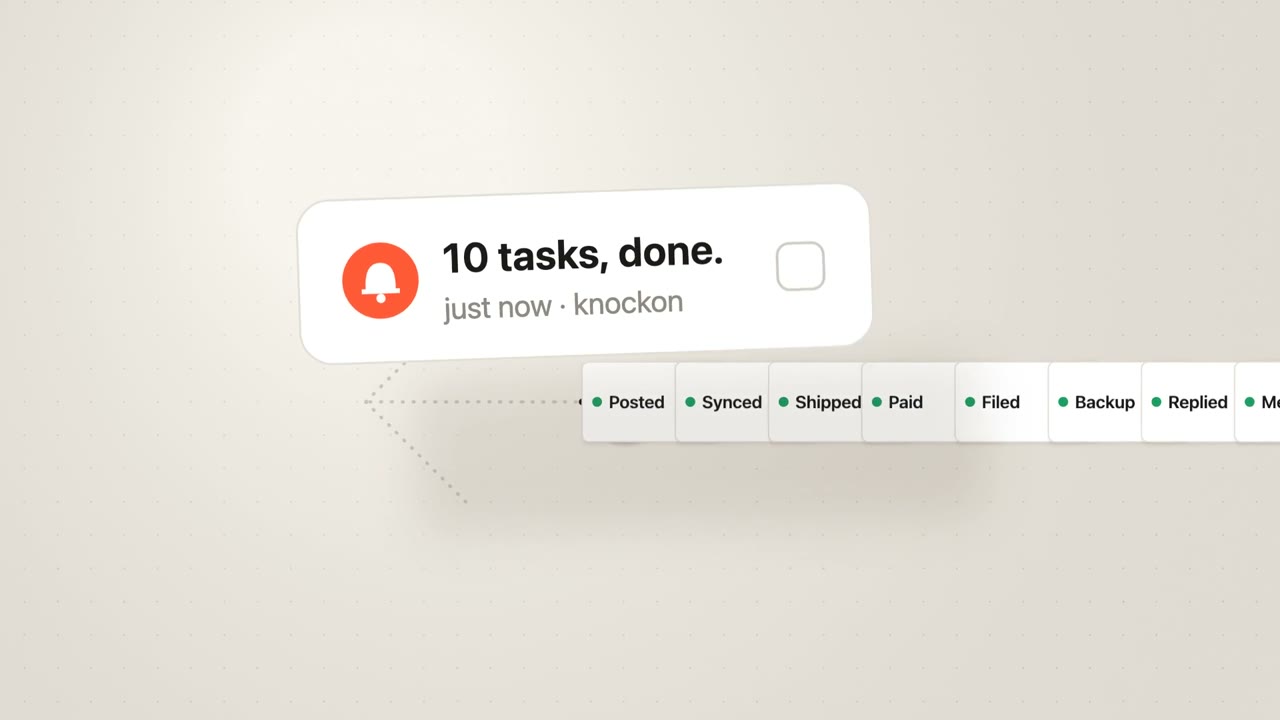 10 tasks, done.
just now · knockon
Posted Synced Shipped Paid Filed Backup Replied